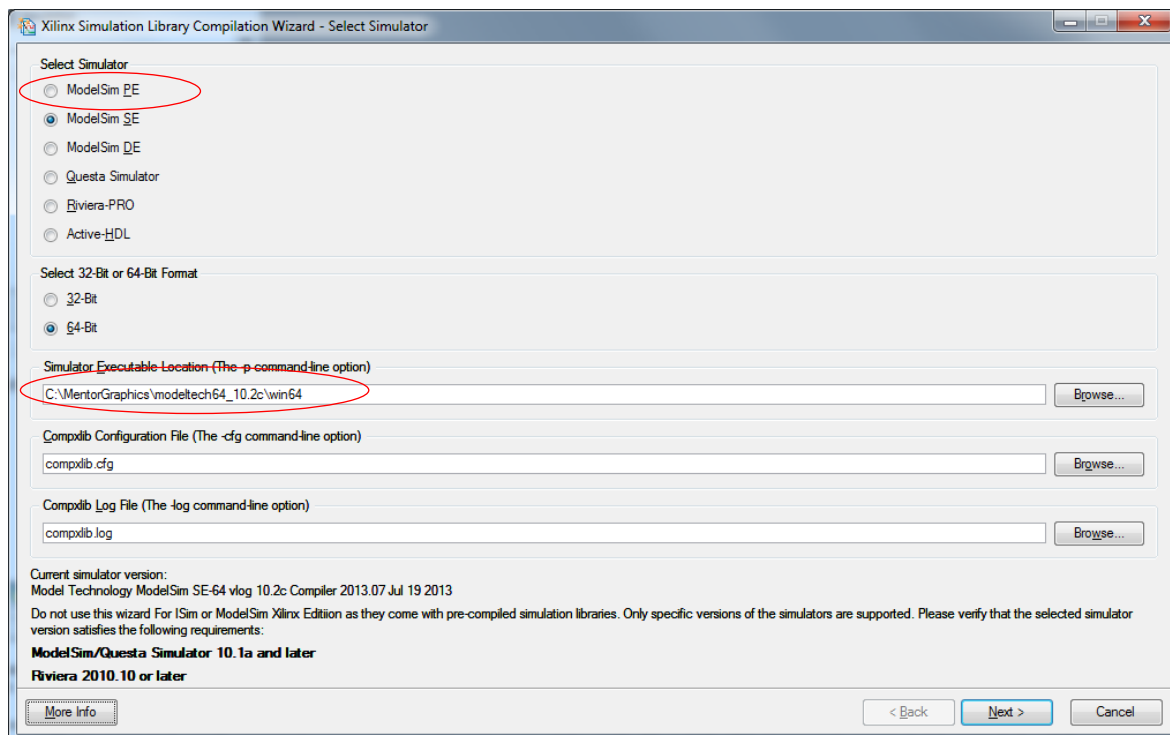 Xilinx Simulation Library Compilation Wizard - Select Simulator
Select Simulator
ModelSim PE
ModelSim SE
ModelSim DE
Questa Simulator
Riviera-PRO
Active-HDL
Select 32-Bit or 64-Bit Format
32-Bit
64-Bit
Simulator Executable Location (The -p command-line option)
C:\MentorGraphics\modeltech64_10.2c\win64
Browse...
Compxlib Configuration File (The -cfg command-line option)
compxlib.cfg
Browse...
Compxlib Log File (The -log command-line option)
compxlib.log
Browse...
Current simulator version:
Model Technology ModelSim SE-64 vlog 10.2c Compiler 2013.07 Jul 19 2013
Do not use this wizard For ISim or ModelSim Xilinx Editiion as they come with pre-compiled simulation libraries. Only specific versions of the simulators are supported. Please verify that the selected simulator
version satisfies the following requirements:
ModelSim/Questa Simulator 10.1a and later
Riviera 2010.10 or later
More Info
< Back
Next >
Cancel